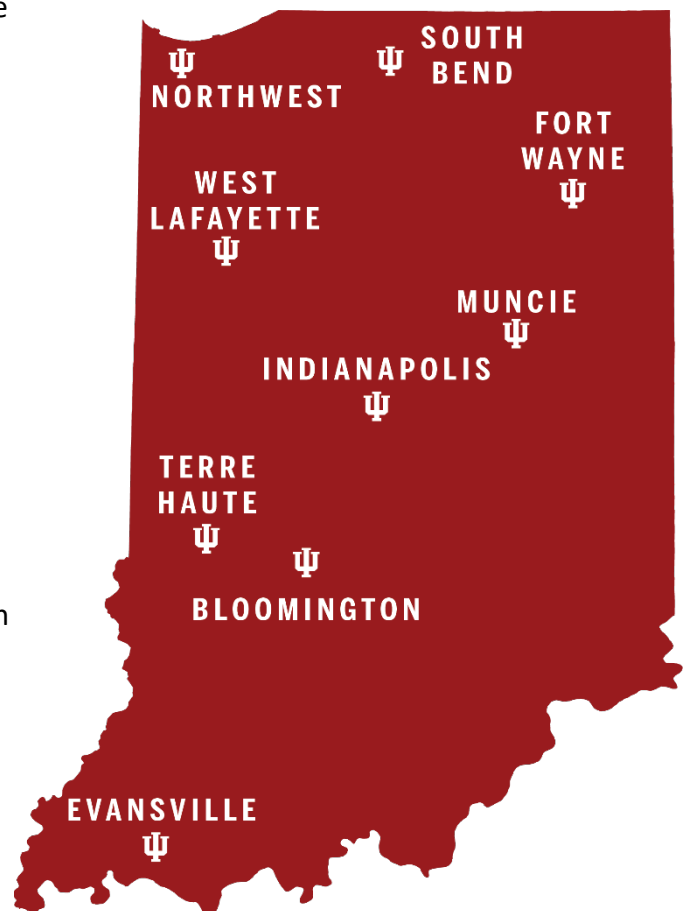 e
SOUTH
BEND
NORTHWEST
FORT
WAYNE
WEST
LAFAYETTE
MUNCIE
INDIANAPOLIS
TERRE
HAUTE
BLOOMINGTON
n
EVANSVILLE